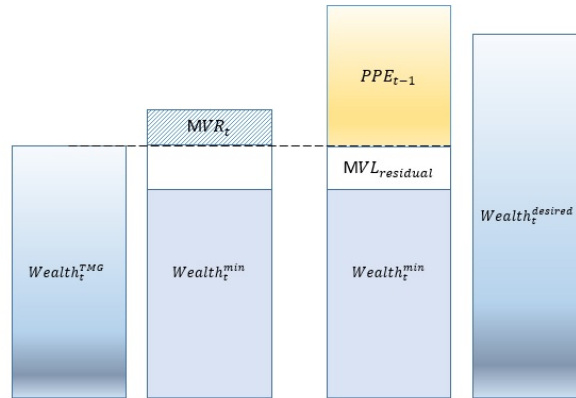 $PPE_{t-1}$
$MVR_t$
$MVL_{residual}$
$Wealth_t^{desired}$
$Wealth_t^{TMG}$
$Wealth_t^{min}$
$Wealth_t^{min}$